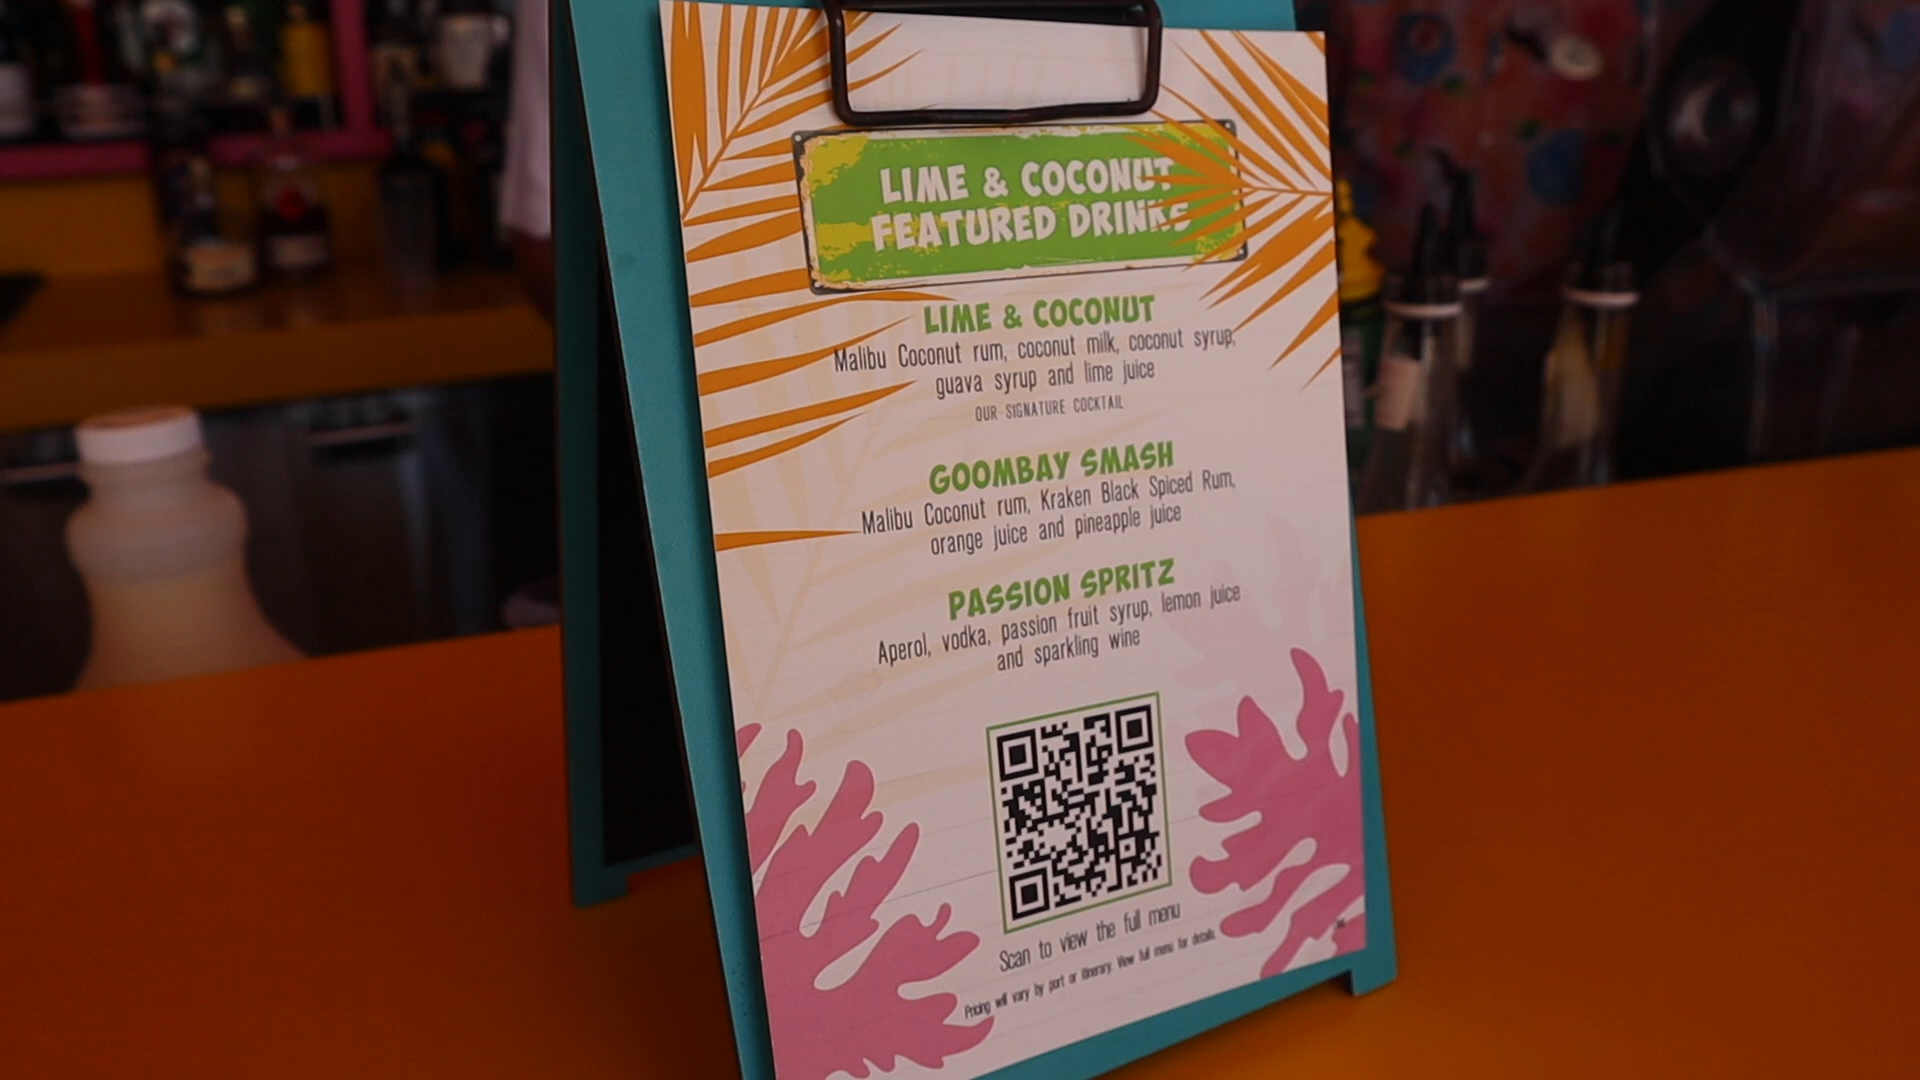 LIME & COCONUT
FEATURED DRINKS
LIME & COCONUT
Malibu Coconut rum, coconut milk, coconut syrup,
guava syrup and lime juice
OUR SIGNATURE COCKTAIL
GOOMBAY SMASH
Malibu Coconut rum, Kraken Black Spiced Rum,
orange juice and pineapple juice
PASSION SPRITZ
Aperol, vodka, passion fruit syrup, lemon juice
and sparkling wine
Scan to view the full menu
Pricing will vary by port or itinerary. View full menu for details.